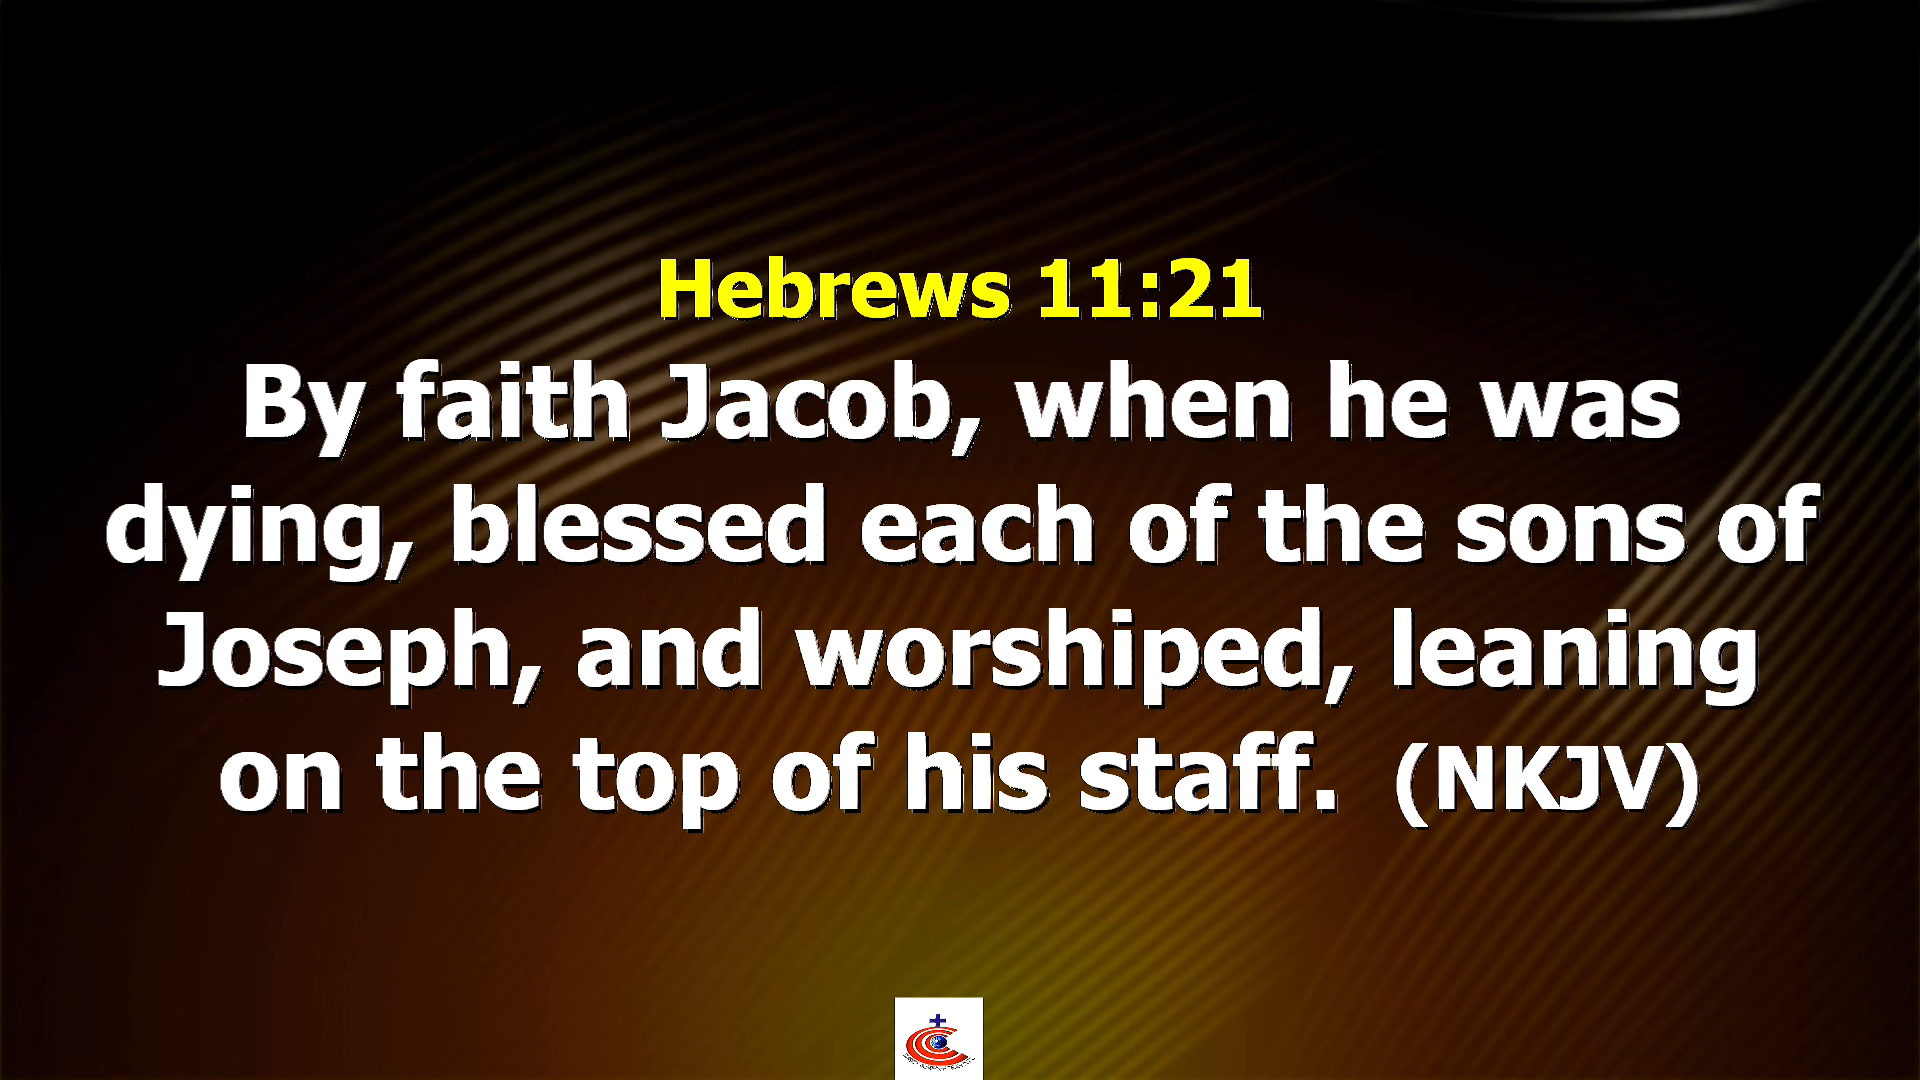 Hebrews 11:21
By faith Jacob, when he was
dying, blessed each of the sons of
Joseph, and worshiped, leaning
on the top of his staff.  (NKJV)